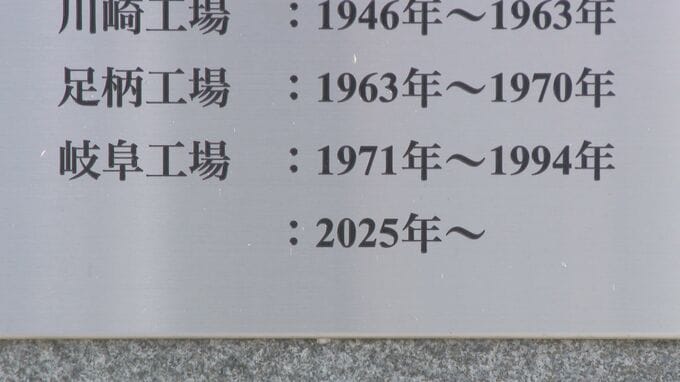 川崎工場 ：1946年～1963年
足柄工場 ：1963年～1970年
岐阜工場 ：1971年～1994年
：2025年～